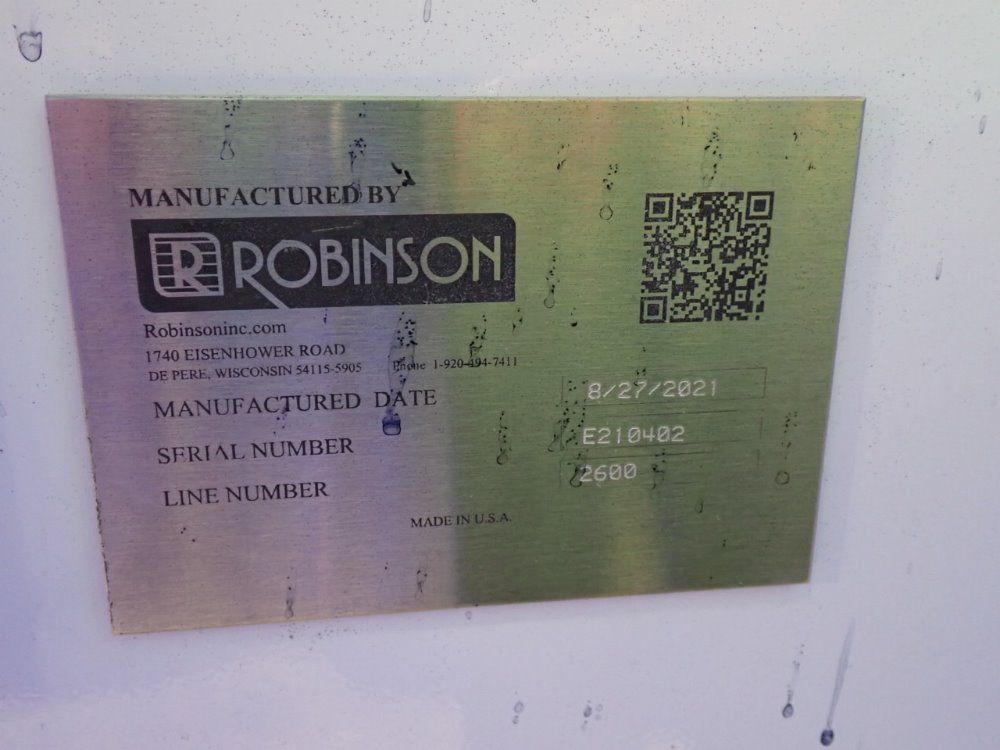 MANUFACTURED BY
R ROBINSON
Robinsoninc.com
1740 EISENHOWER ROAD
DE PERE, WISCONSIN 54115-5905 Phone 1-920-494-7411
MANUFACTURED DATE 8/27/2021
SERIAL NUMBER E210402
LINE NUMBER 2600
MADE IN U.S.A.